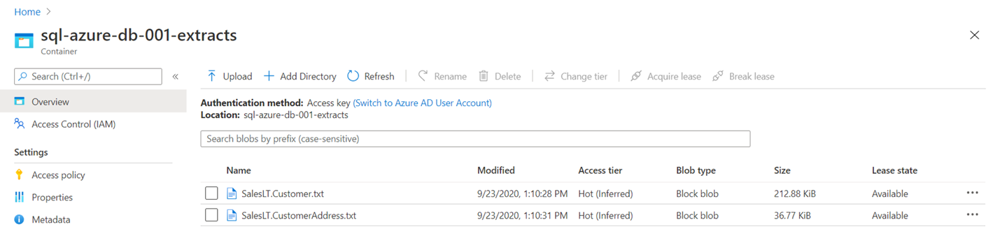 Home >
sql-azure-db-001-extracts
Container
Search (Ctrl+/) «
Overview
Access Control (IAM)
Settings
Access policy
Properties
Metadata
Upload Add Directory Refresh Rename Delete Change tier Acquire lease Break lease
Authentication method: Access key (Switch to Azure AD User Account)
Location: sql-azure-db-001-extracts
Search blobs by prefix (case-sensitive)
Name Modified Access tier Blob type Size Lease state
SalesLT.Customer.txt 9/23/2020, 1:10:28 PM Hot (Inferred) Block blob 212.88 KiB Available
SalesLT.CustomerAddress.txt 9/23/2020, 1:10:31 PM Hot (Inferred) Block blob 36.77 KiB Available